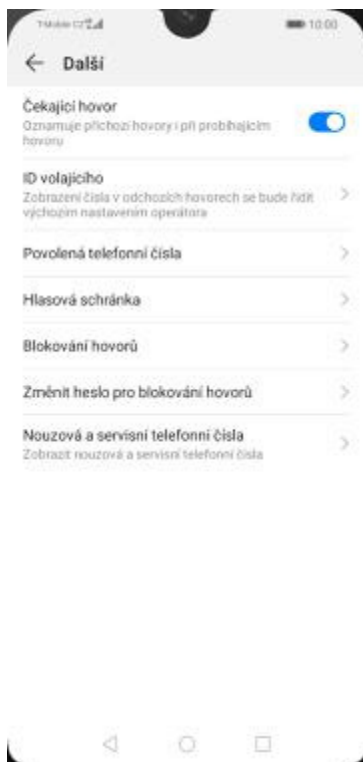 T-Mobile CZ 10:00
Další
Čekající hovor
Oznamuje příchozí hovory i při probíhajícím
hovoru
ID volajícího
Zobrazení čísla v odchozích hovorech se bude řídit
výchozím nastavením operátora
Povolená telefonní čísla
Hlasová schránka
Blokování hovorů
Změnit heslo pro blokování hovorů
Nouzová a servisní telefonní čísla
Zobrazit nouzová a servisní telefonní čísla